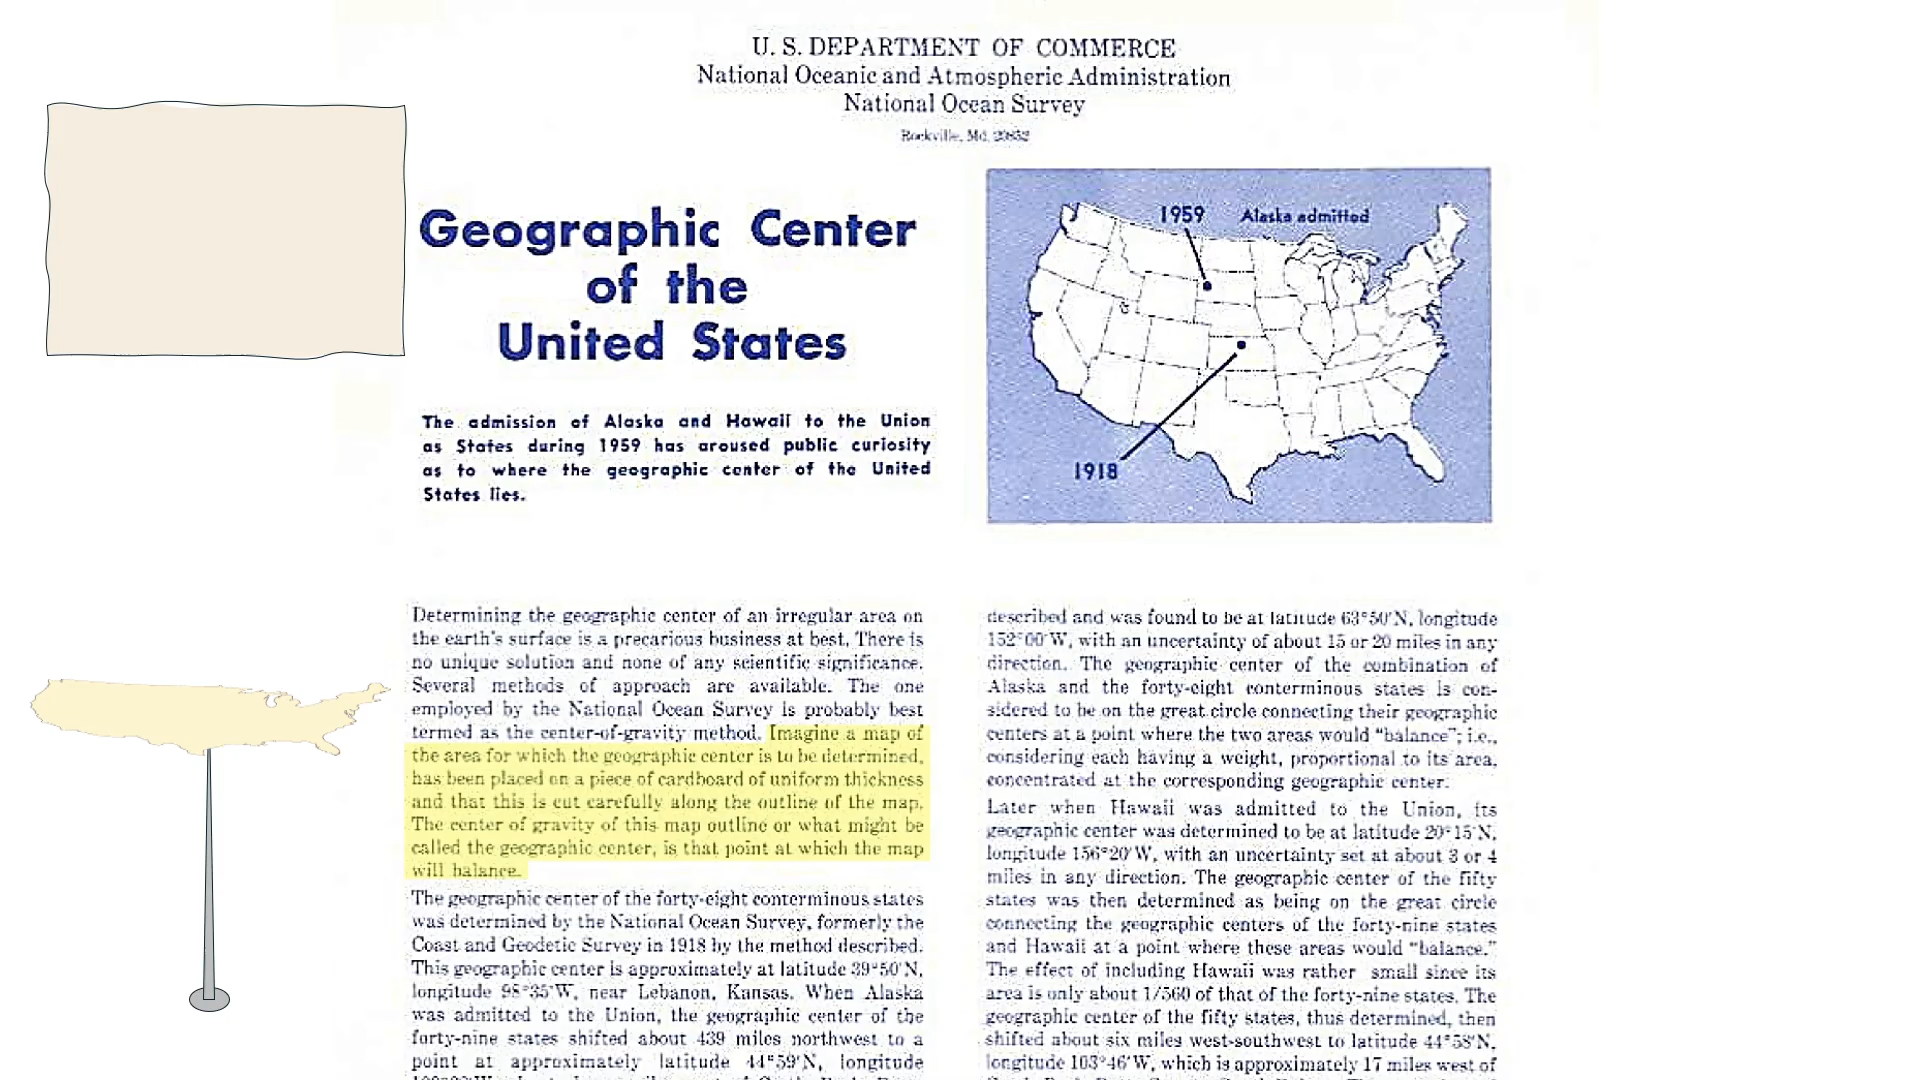 U. S. DEPARTMENT OF COMMERCE
National Oceanic and Atmospheric Administration
National Ocean Survey
Rockville, Md. 20852
Geographic Center
of the
United States
The admission of Alaska and Hawaii to the Union
as States during 1959 has aroused public curiosity
as to where the geographic center of the United
States lies.
1959 Alaska admitted
1918
Determining the geographic center of an irregular area on
the earth's surface is a precarious business at best. There is
no unique solution and none of any scientific significance.
Several methods of approach are available. The one
employed by the National Ocean Survey is probably best
termed as the center-of-gravity method. Imagine a map of
the area for which the geographic center is to be determined,
has been placed on a piece of cardboard of uniform thickness
and that this is cut carefully along the outline of the map.
The center of gravity of this map outline or what might be
called the geographic center, is that point at which the map
will balance.
The geographic center of the forty-eight conterminous states
was determined by the National Ocean Survey, formerly the
Coast and Geodetic Survey in 1918 by the method described.
This geographic center is approximately at latitude 39°50'N,
longitude 98°35'W, near Lebanon, Kansas. When Alaska
was admitted to the Union, the geographic center of the
forty-nine states shifted about 439 miles northwest to a
point at approximately latitude 44°59'N, longitude
described and was found to be at latitude 63°50'N, longitude
152°00'W, with an uncertainty of about 15 or 20 miles in any
direction. The geographic center of the combination of
Alaska and the forty-eight conterminous states is con-
sidered to be on the great circle connecting their geographic
centers at a point where the two areas would "balance"; i.e.,
considering each having a weight, proportional to its area,
concentrated at the corresponding geographic center.
Later when Hawaii was admitted to the Union, its
geographic center was determined to be at latitude 20°15'N,
longitude 156°20'W, with an uncertainty set at about 3 or 4
miles in any direction. The geographic center of the fifty
states was then determined as being on the great circle
connecting the geographic centers of the forty-nine states
and Hawaii at a point where these areas would "balance."
The effect of including Hawaii was rather small since its
area is only about 1/560 of that of the forty-nine states. The
geographic center of the fifty states, thus determined, then
shifted about six miles west-southwest to latitude 44°58'N,
longitude 103°46'W, which is approximately 17 miles west of